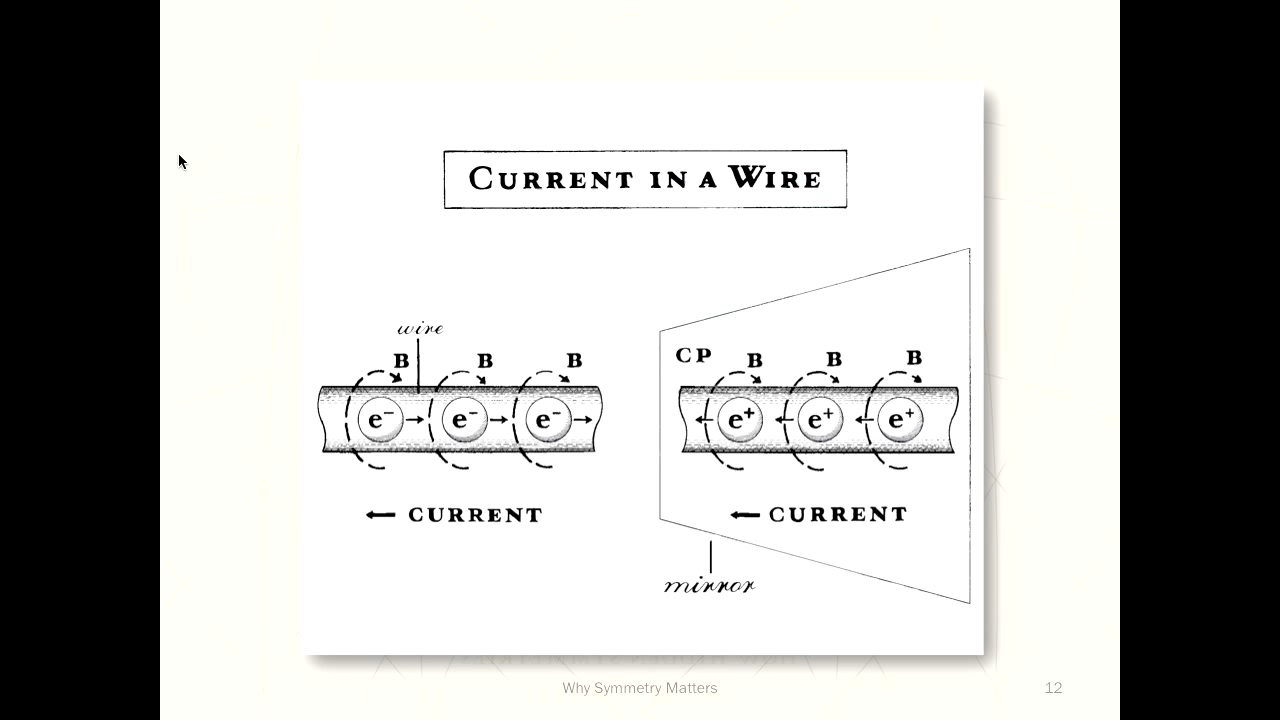 CURRENT IN A WIRE
wire
B B B
e⁻ e⁻ e⁻
← CURRENT
CP B B B
e⁺ e⁺ e⁺
← CURRENT
mirror
Why Symmetry Matters 12